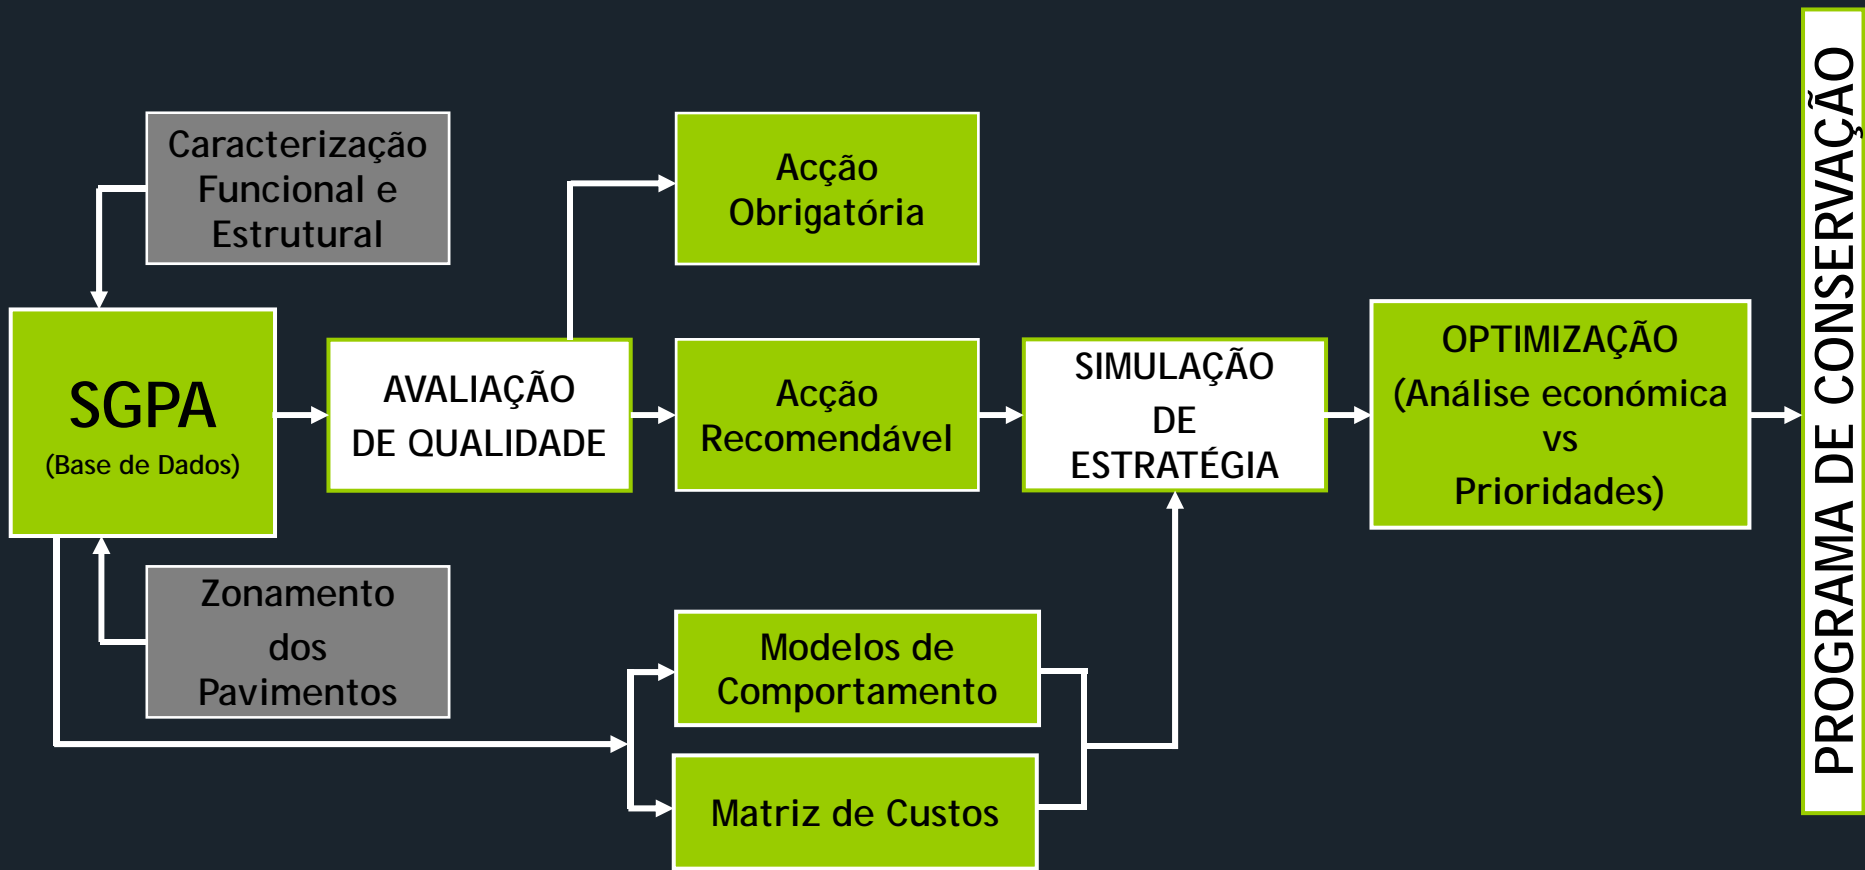 Caracterização
Funcional e
Estrutural
Acção
Obrigatória
SGPA
(Base de Dados)
AVALIAÇÃO
DE QUALIDADE
Acção
Recomendável
SIMULAÇÃO
DE
ESTRATÉGIA
OPTIMIZAÇÃO
(Análise económica
vs
Prioridades)
PROGRAMA DE CONSERVAÇÃO
Zonamento
dos
Pavimentos
Modelos de
Comportamento
Matriz de Custos